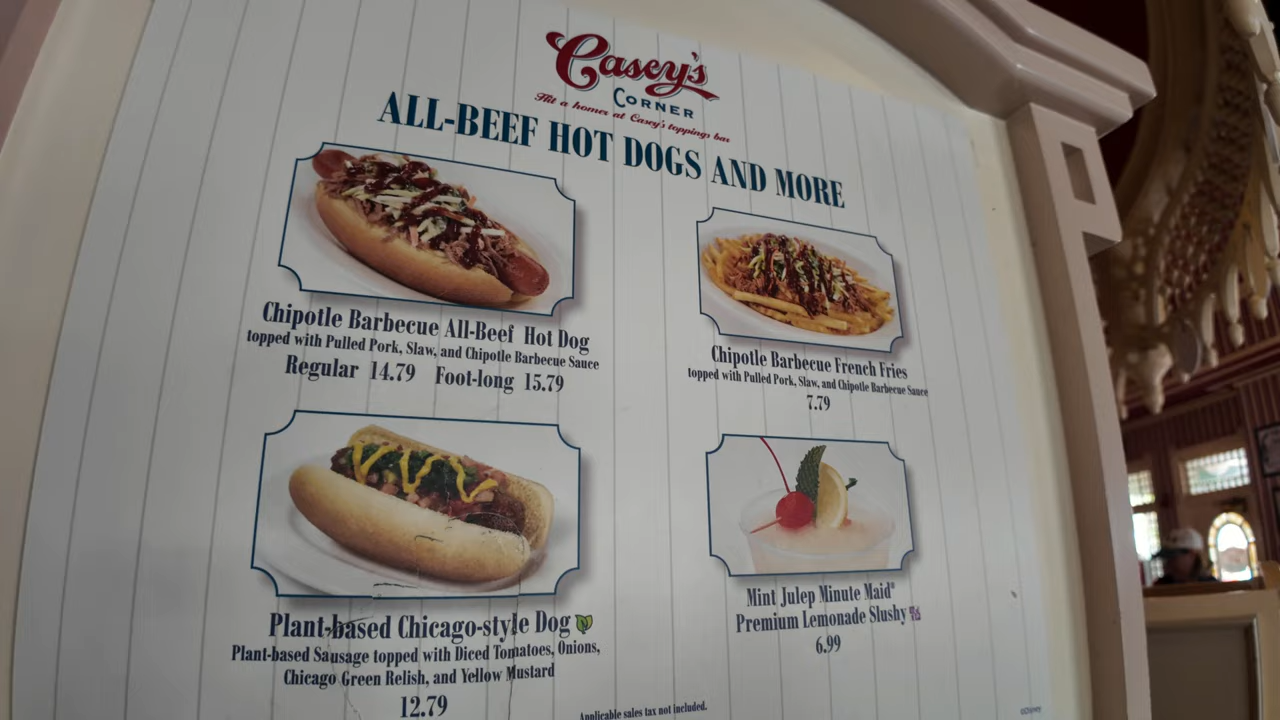 Casey's
CORNER
Hit a homer at Casey's toppings bar
ALL-BEEF HOT DOGS AND MORE
Chipotle Barbecue All-Beef Hot Dog
topped with Pulled Pork, Slaw, and Chipotle Barbecue Sauce
Regular 14.79 Foot-long 15.79
Chipotle Barbecue French Fries
topped with Pulled Pork, Slaw, and Chipotle Barbecue Sauce
7.79
Plant-based Chicago-style Dog
Plant-based Sausage topped with Diced Tomatoes, Onions,
Chicago Green Relish, and Yellow Mustard
12.79
Mint Julep Minute Maid®
Premium Lemonade Slushy
6.99
Applicable sales tax not included.
©Disney